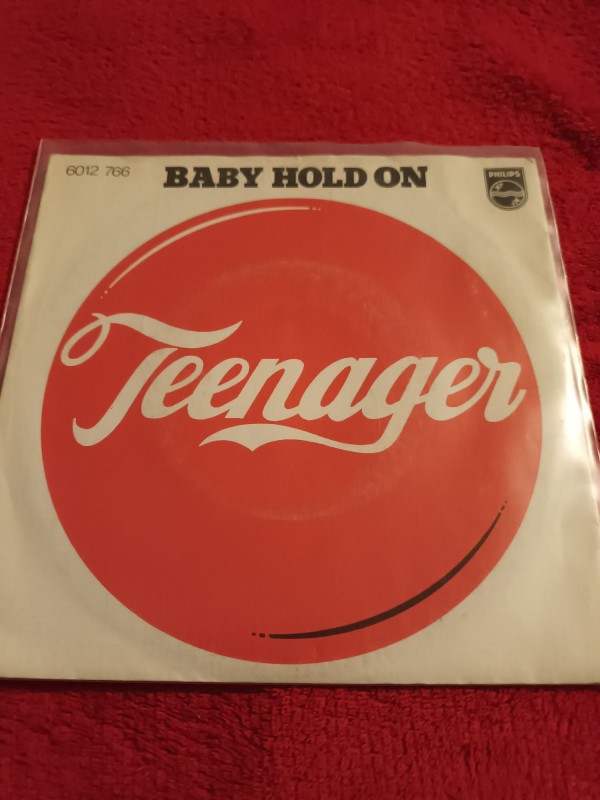 6012 766
BABY HOLD ON
PHILIPS
Teenager